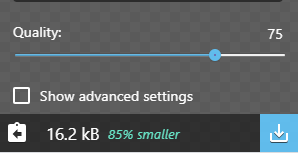 Quality: 75
Show advanced settings
16.2 kB 85% smaller